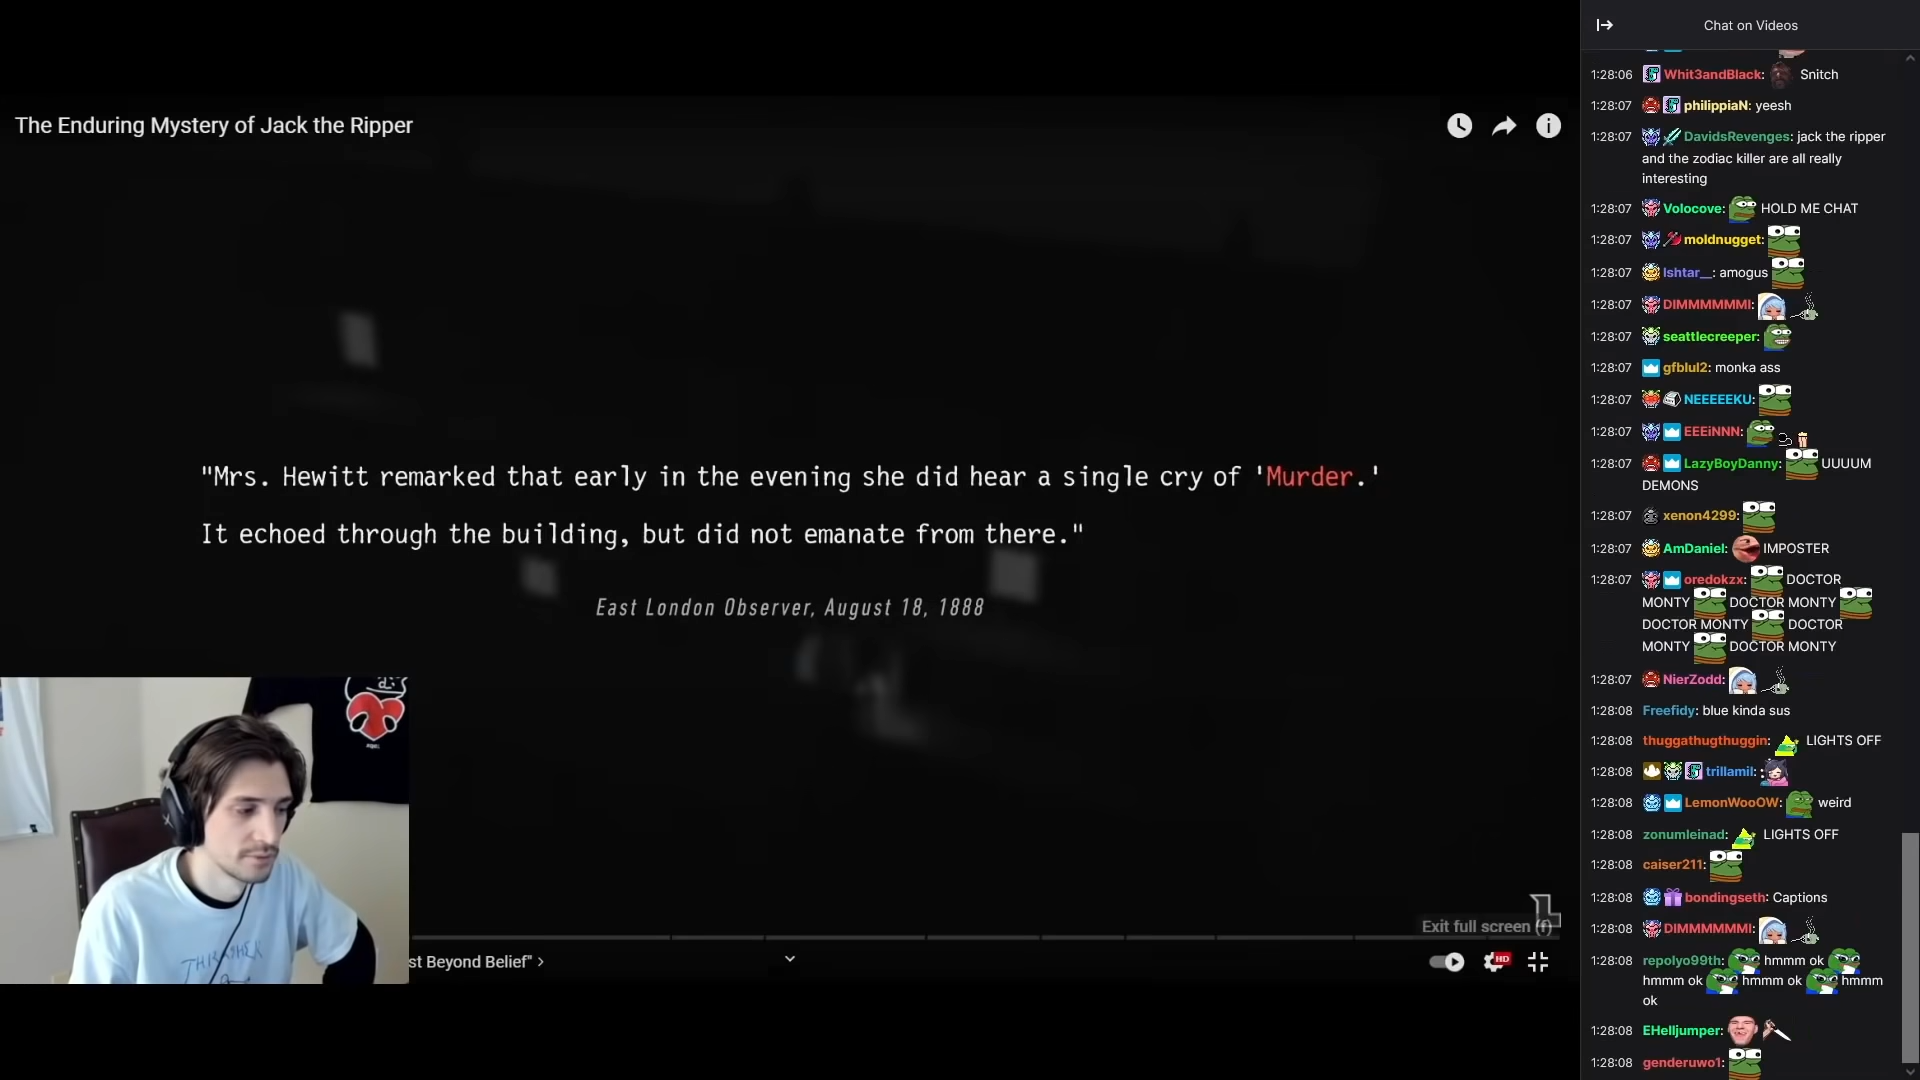 The Enduring Mystery of Jack the Ripper
"Mrs. Hewitt remarked that early in the evening she did hear a single cry of 'Murder.'
It echoed through the building, but did not emanate from there."
East London Observer, August 18, 1888
Exit full screen (f)
st Beyond Belief" >
HD
Chat on Videos
1:28:06 Whit3andBlack: Snitch
1:28:07 philippiaN: yeesh
1:28:07 DavidsRevenges: jack the ripper
and the zodiac killer are all really
interesting
1:28:07 Volocove: HOLD ME CHAT
1:28:07 moldnugget:
1:28:07 Ishtar__: amogus
1:28:07 DIMMMMMMI:
1:28:07 seattlecreeper:
1:28:07 gfblul2: monka ass
1:28:07 NEEEEEKU:
1:28:07 EEEiNNN:
1:28:07 LazyBoyDanny: UUUUM
DEMONS
1:28:07 xenon4299:
1:28:07 AmDaniel: IMPOSTER
1:28:07 oredokzx: DOCTOR
MONTY DOCTOR MONTY
DOCTOR MONTY DOCTOR
MONTY DOCTOR MONTY
1:28:07 NierZodd:
1:28:08 Freefidy: blue kinda sus
1:28:08 thuggathugthuggin: LIGHTS OFF
1:28:08 trillamil:
1:28:08 LemonWooOW: weird
1:28:08 zonumleinad: LIGHTS OFF
1:28:08 caiser211:
1:28:08 bondingseth: Captions
1:28:08 DIMMMMMMI:
1:28:08 repolyo99th: hmmm ok
hmmm ok hmmm ok hmmm
ok
1:28:08 EHelljumper:
1:28:08 genderuwo1: